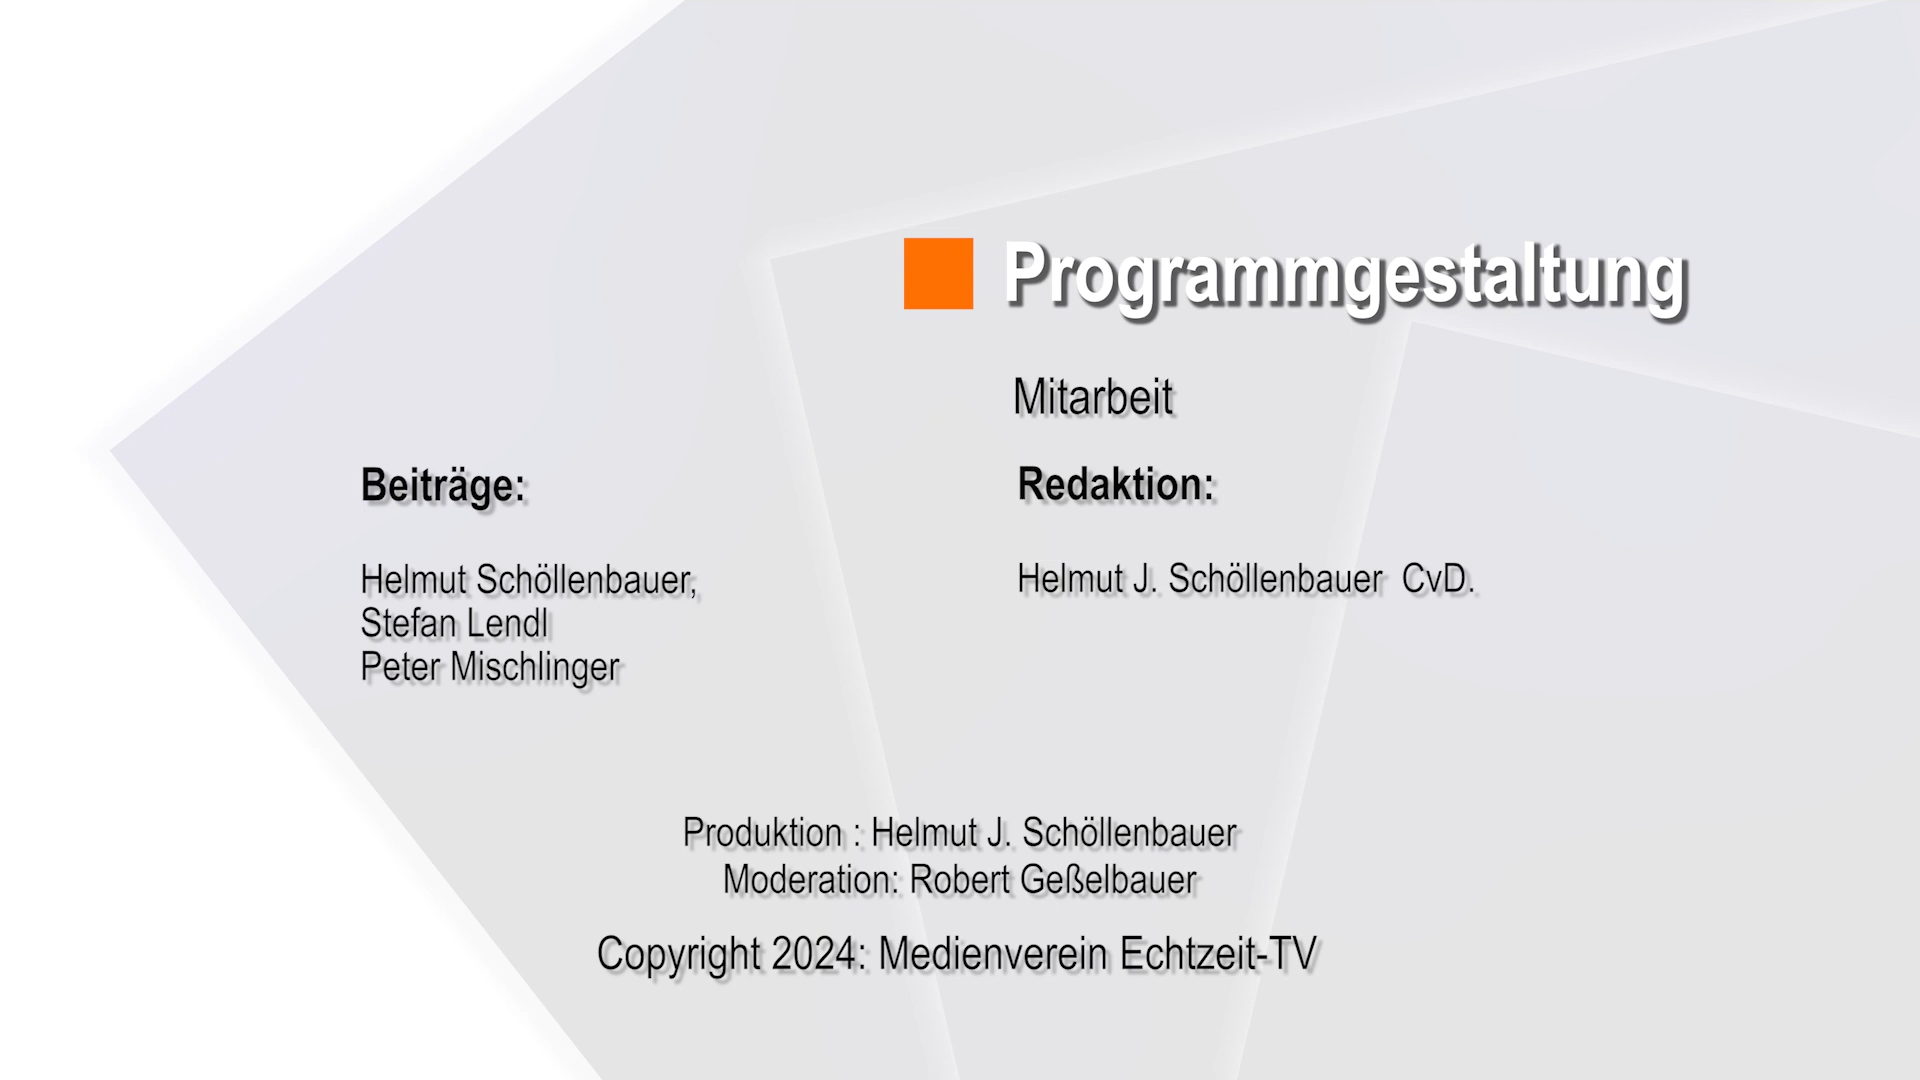 Programmgestaltung
Mitarbeit
Beiträge:
Helmut Schöllenbauer,
Stefan Lendl
Peter Mischlinger
Redaktion:
Helmut J. Schöllenbauer  CvD.
Produktion : Helmut J. Schöllenbauer
Moderation: Robert Geßelbauer
Copyright 2024: Medienverein Echtzeit-TV